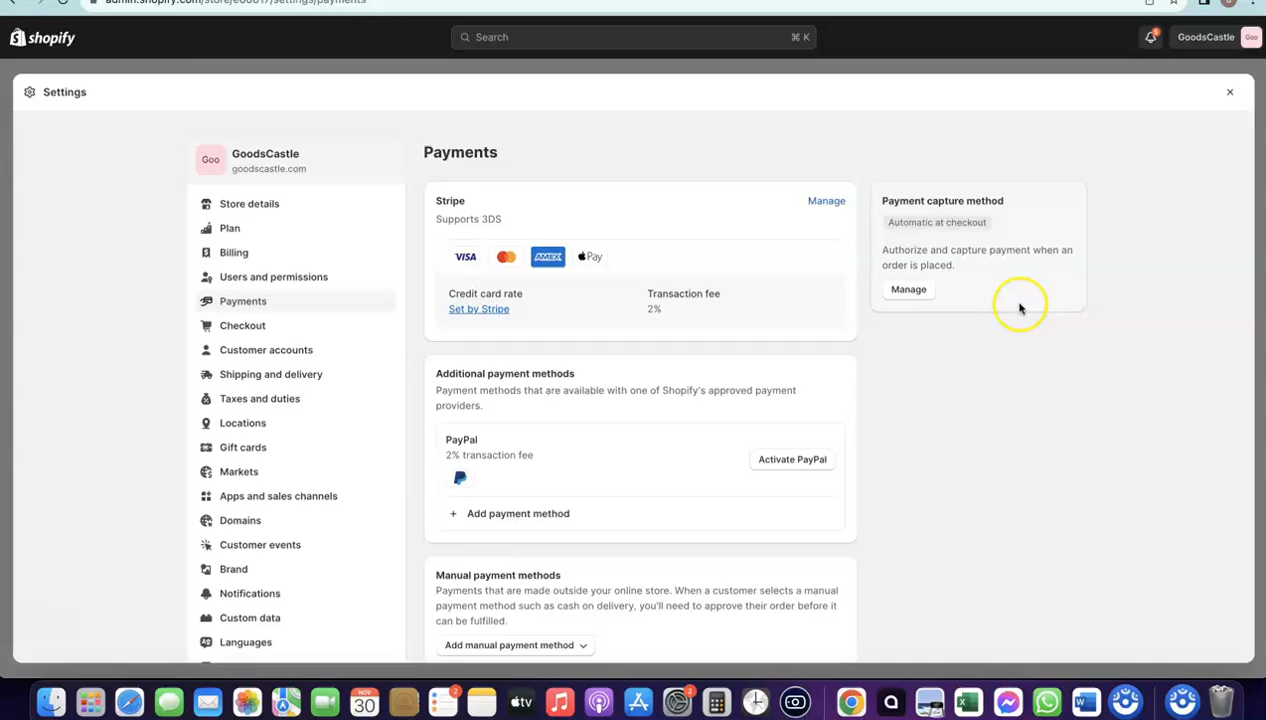 admin.shopify.com/store/e66617/settings/payments
shopify
Search
⌘ K
GoodsCastle
Goo
Settings
Goo
GoodsCastle
goodscastle.com
Store details
Plan
Billing
Users and permissions
Payments
Checkout
Customer accounts
Shipping and delivery
Taxes and duties
Locations
Gift cards
Markets
Apps and sales channels
Domains
Customer events
Brand
Notifications
Custom data
Languages
Payments
Stripe
Manage
Supports 3DS
VISA
AMEX
Pay
Credit card rate
Transaction fee
Set by Stripe
2%
Additional payment methods
Payment methods that are available with one of Shopify's approved payment
providers.
PayPal
2% transaction fee
Activate PayPal
+ Add payment method
Manual payment methods
Payments that are made outside your online store. When a customer selects a manual
payment method such as cash on delivery, you'll need to approve their order before it
can be fulfilled.
Add manual payment method
Payment capture method
Automatic at checkout
Authorize and capture payment when an
order is placed.
Manage
NOV
30
2
tv
2